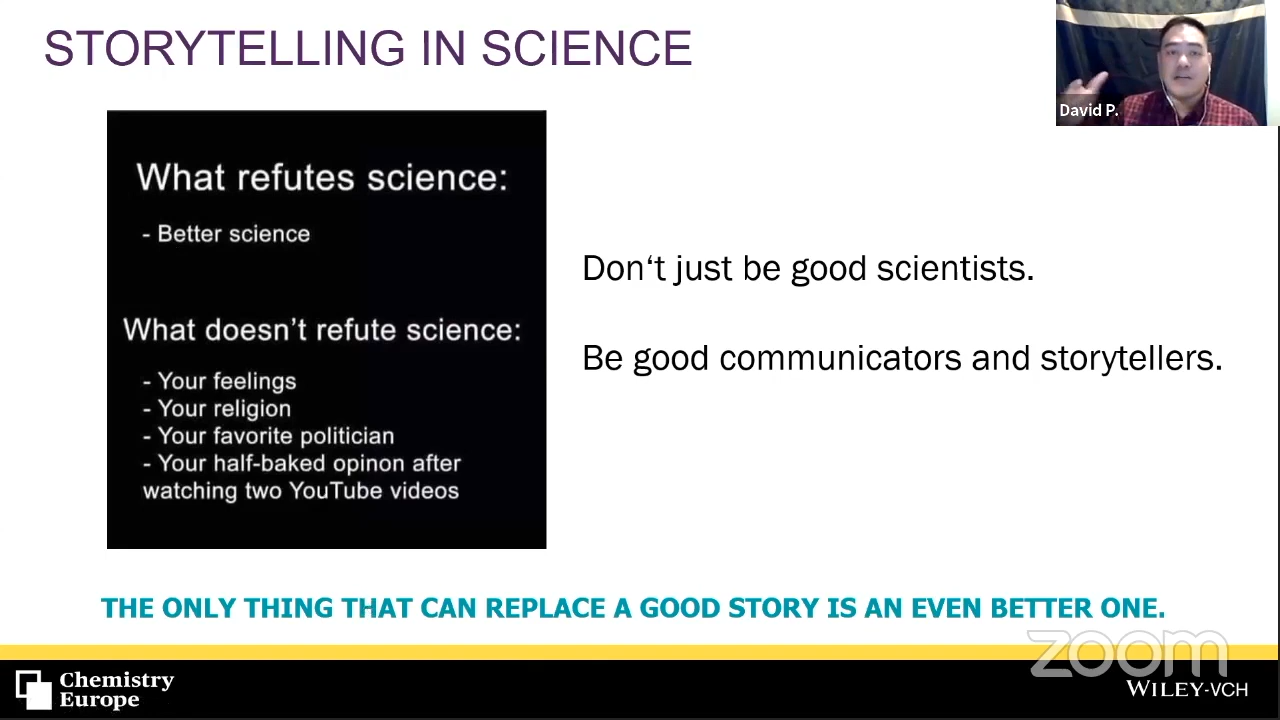 STORYTELLING IN SCIENCE
David P.
What refutes science:
- Better science
What doesn't refute science:
- Your feelings
- Your religion
- Your favorite politician
- Your half-baked opinon after
watching two YouTube videos
Don‘t just be good scientists.
Be good communicators and storytellers.
THE ONLY THING THAT CAN REPLACE A GOOD STORY IS AN EVEN BETTER ONE.
zoom
Chemistry
Europe
WILEY-VCH